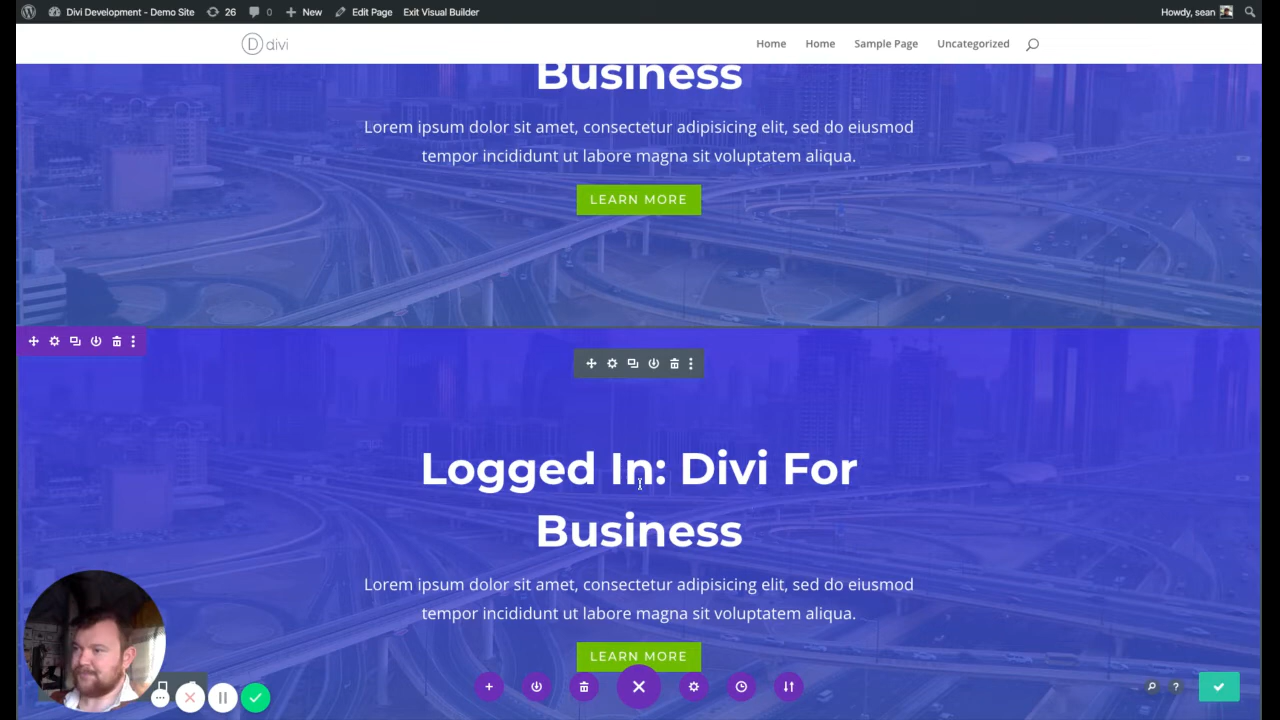 Divi Development - Demo Site 26 0 New Edit Page Exit Visual Builder Howdy, sean
D divi Home Home Sample Page Uncategorized
Business
Lorem ipsum dolor sit amet, consectetur adipisicing elit, sed do eiusmod
tempor incididunt ut labore magna sit voluptatem aliqua.
LEARN MORE
Logged In: Divi For
Business
Lorem ipsum dolor sit amet, consectetur adipisicing elit, sed do eiusmod
tempor incididunt ut labore magna sit voluptatem aliqua.
LEARN MORE
?